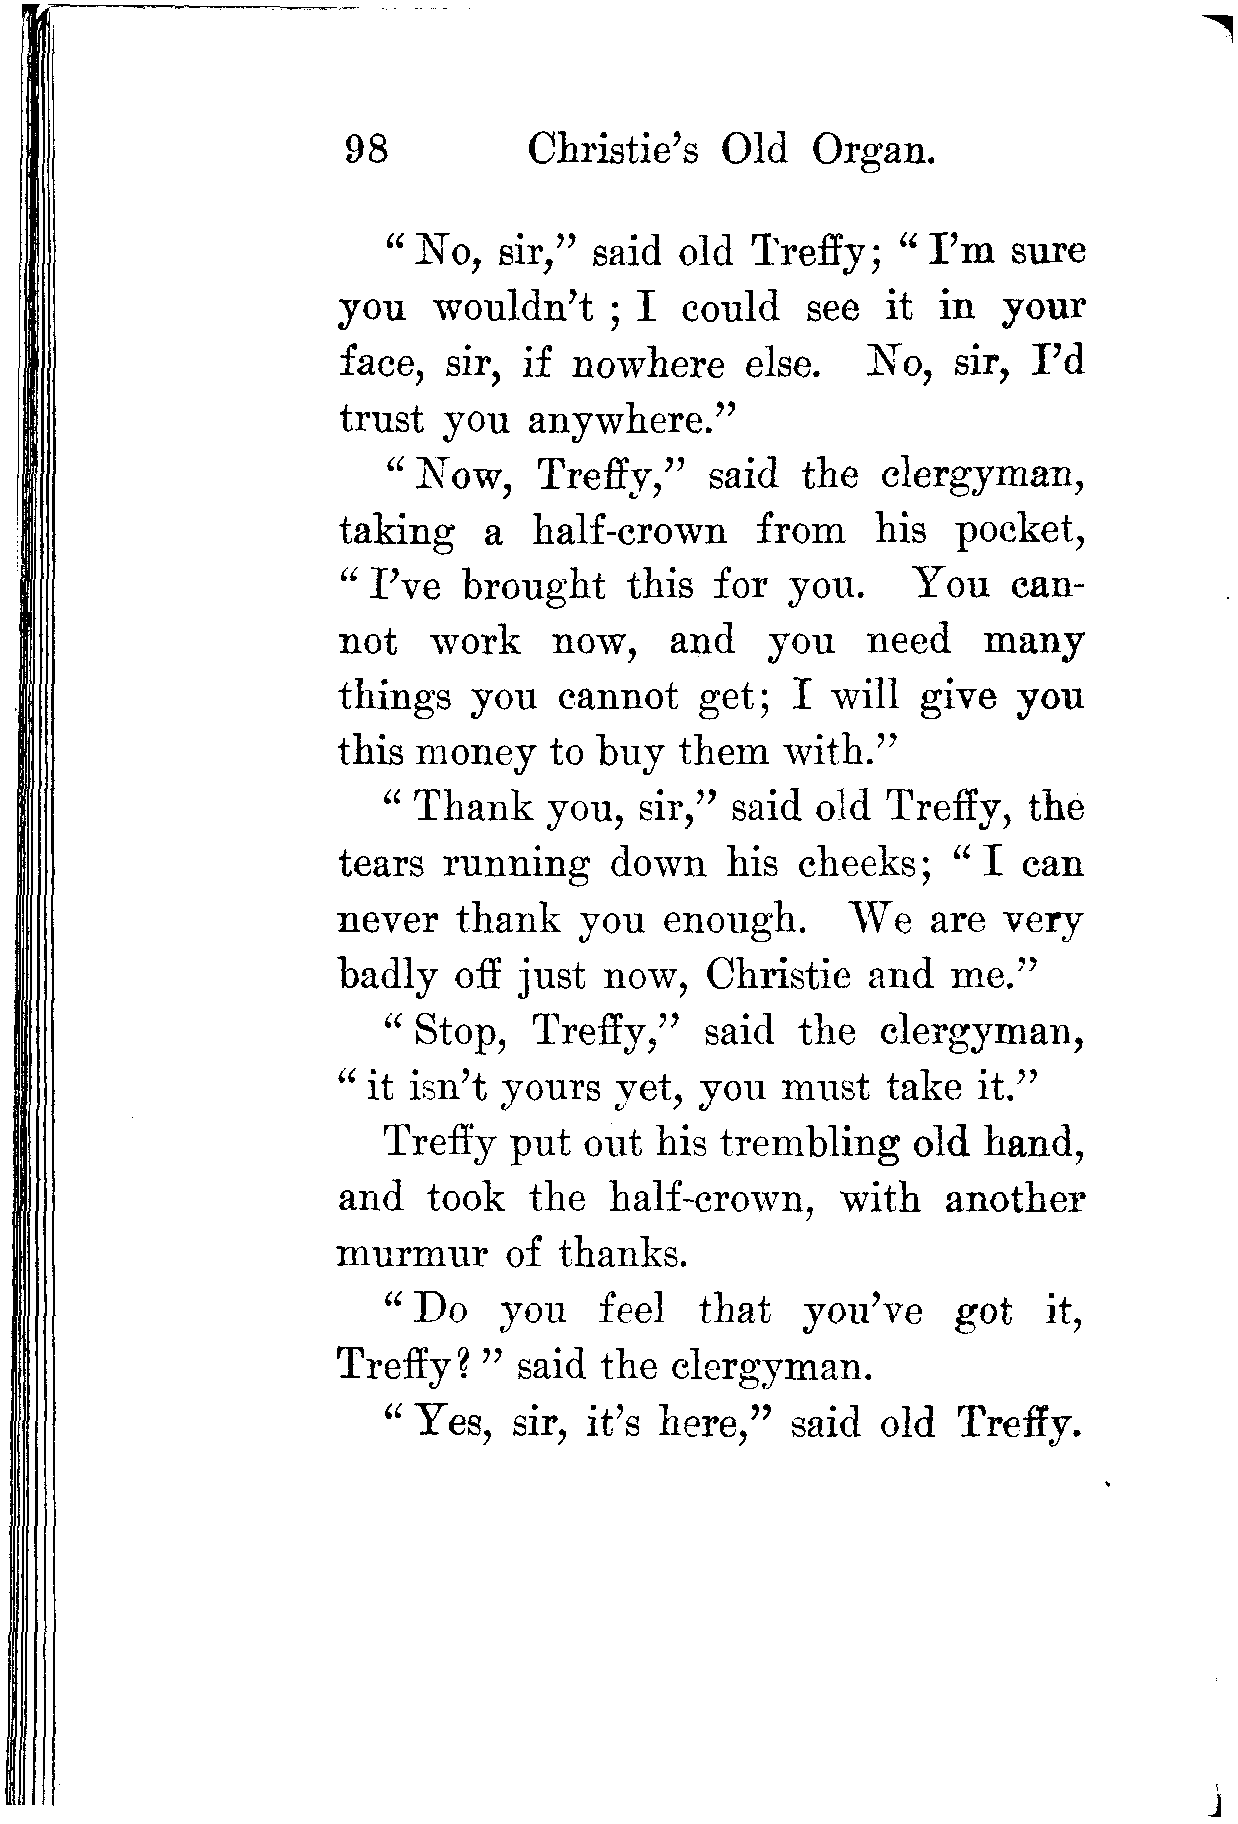 98 Christie's Old Organ.
"No, sir," said old Treffy; "I'm sure
you wouldn't; I could see it in your
face, sir, if nowhere else. No, sir, I'd
trust you anywhere."
"Now, Treffy," said the clergyman,
taking a half-crown from his pocket,
"I've brought this for you. You can-
not work now, and you need many
things you cannot get; I will give you
this money to buy them with."
"Thank you, sir," said old Treffy, the
tears running down his cheeks; "I can
never thank you enough. We are very
badly off just now, Christie and me."
"Stop, Treffy," said the clergyman,
"it isn't yours yet, you must take it."
Treffy put out his trembling old hand,
and took the half-crown, with another
murmur of thanks.
"Do you feel that you've got it,
Treffy?" said the clergyman.
"Yes, sir, it's here," said old Treffy.